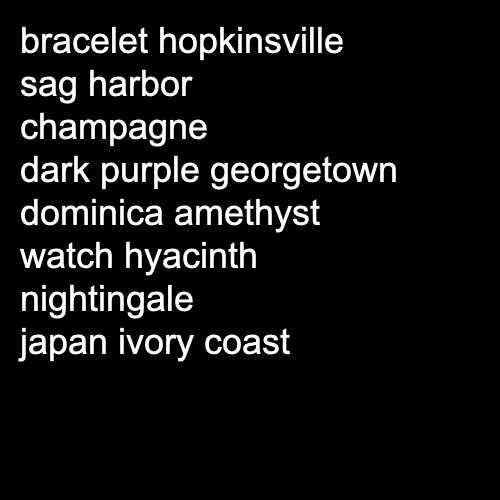 bracelet hopkinsville
sag harbor
champagne
dark purple georgetown
dominica amethyst
watch hyacinth
nightingale
japan ivory coast